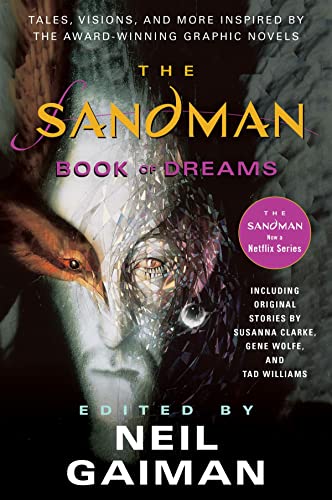 TALES, VISIONS, AND MORE INSPIRED BY
THE AWARD-WINNING GRAPHIC NOVELS
THE
SANDMAN
BOOK OF DREAMS
THE
SANDMAN
Now a
Netflix Series
INCLUDING
ORIGINAL
STORIES BY
SUSANNA CLARKE,
GENE WOLFE,
AND
TAD WILLIAMS
EDITED BY
NEIL
GAIMAN